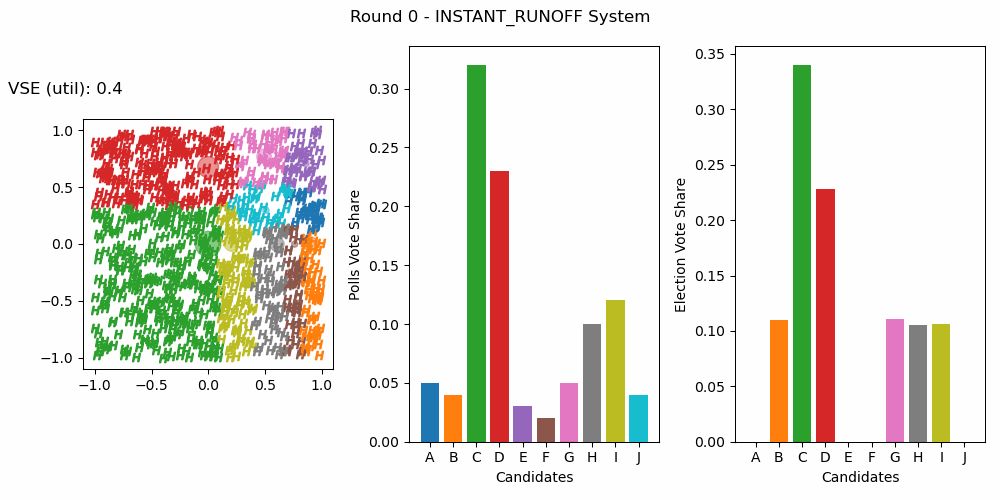 Round 0 - INSTANT_RUNOFF System
VSE (util): 0.4
1.0
0.5
0.0
−0.5
−1.0
−1.0 −0.5 0.0 0.5 1.0
Polls Vote Share
0.30
0.25
0.20
0.15
0.10
0.05
0.00
A B C D E F G H I J
Candidates
Election Vote Share
0.35
0.30
0.25
0.20
0.15
0.10
0.05
0.00
A B C D E F G H I J
Candidates